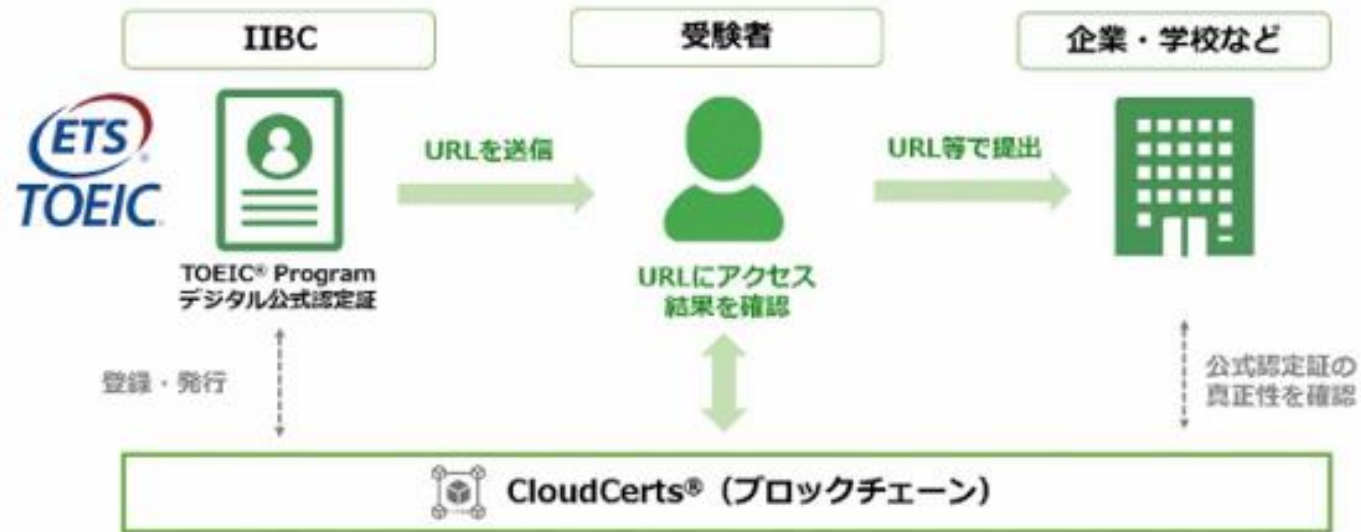 IIBC
受験者
企業・学校など
ETS®
TOEIC®
URLを送信
URL等で提出
TOEIC® Program
デジタル公式認定証
URLにアクセス
結果を確認
登録・発行
公式認定証の
真正性を確認
CloudCerts®（ブロックチェーン）